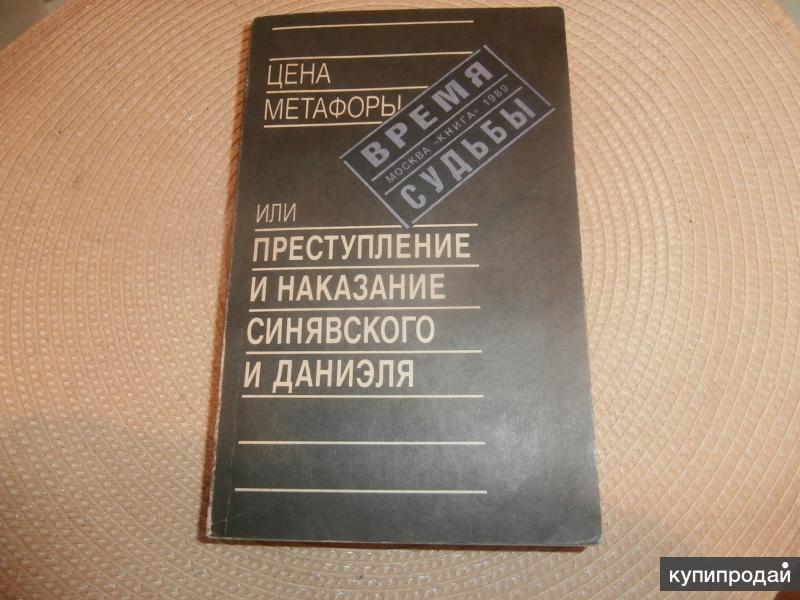 ЦЕНА
МЕТАФОРЫ
ВРЕМЯ
МОСКВА «КНИГА» 1989
СУДЬБЫ
ИЛИ
ПРЕСТУПЛЕНИЕ
И НАКАЗАНИЕ
СИНЯВСКОГО
И ДАНИЭЛЯ
купипродай